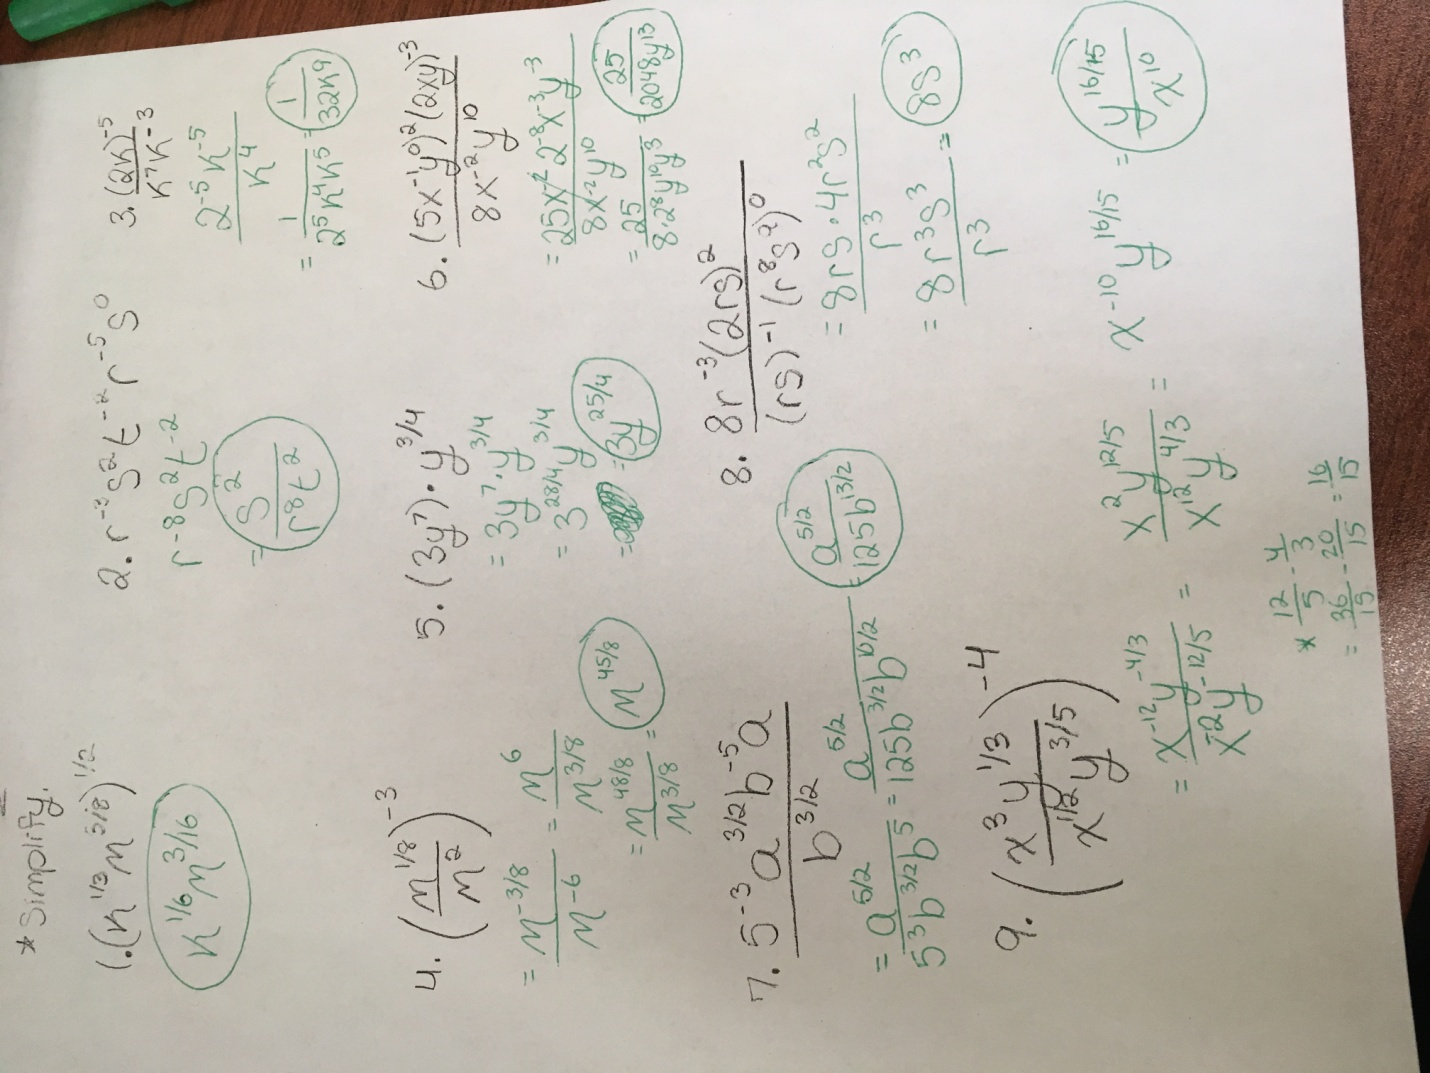 * Simplify.
1. (k^1/3 m^3/8)^1/2
k^1/6 m^3/16
2. r^-3 s^2 t^-2 r^-5 s^0
r^-8 s^2 t^-2
= s^2 / r^8 t^2
3. (2k)^-5 / k^7 k^-3
2^-5 k^-5 / k^4
= 1 / 2^5 k^4 k^5 = 1 / 32k^9
4. (m^1/8 / m^2)^-3
= m^-3/8 / m^-6 = m^6 / m^3/8
= m^48/8 / m^3/8 = m^45/8
5. (3y^7) · y^3/4
= 3y^7 · y^3/4
= 3^28/4 y^3/4
= 3y^25/4
6. (5x^-1 y^0)^2 (2xy)^-3 / 8x^-2 y^10
= 25x^-2 2^-8 x^-3 y^-3 / 8x^-2 y^10
= 25 / 8·2^8 y^10 y^3 = 25 / 2048y^13
7. 5^-3 a^3/2 b^-5 a / b^3/2
= a^5/2 / 5^3 b^3/2 b^5 = a^5/2 / 125b^3/2 b^10/2 = a^5/2 / 125b^13/2
8. 8r^-3 (2rs)^2 / (rs)^-1 (r^8 s^2)^0
= 8rs · 4r^2 s^2 / r^3
= 8r^3 s^3 / r^3 = 8s^3
9. (x^3 y^1/3 / x^1/2 y^3/5)^-4
= x^-12 y^-4/3 / x^-2 y^-12/5 = x^2 y^12/5 / x^12 y^4/3 = x^-10 y^16/15 = y^16/15 / x^10
* 12/5 - 4/3
= 36/15 - 20/15 = 16/15